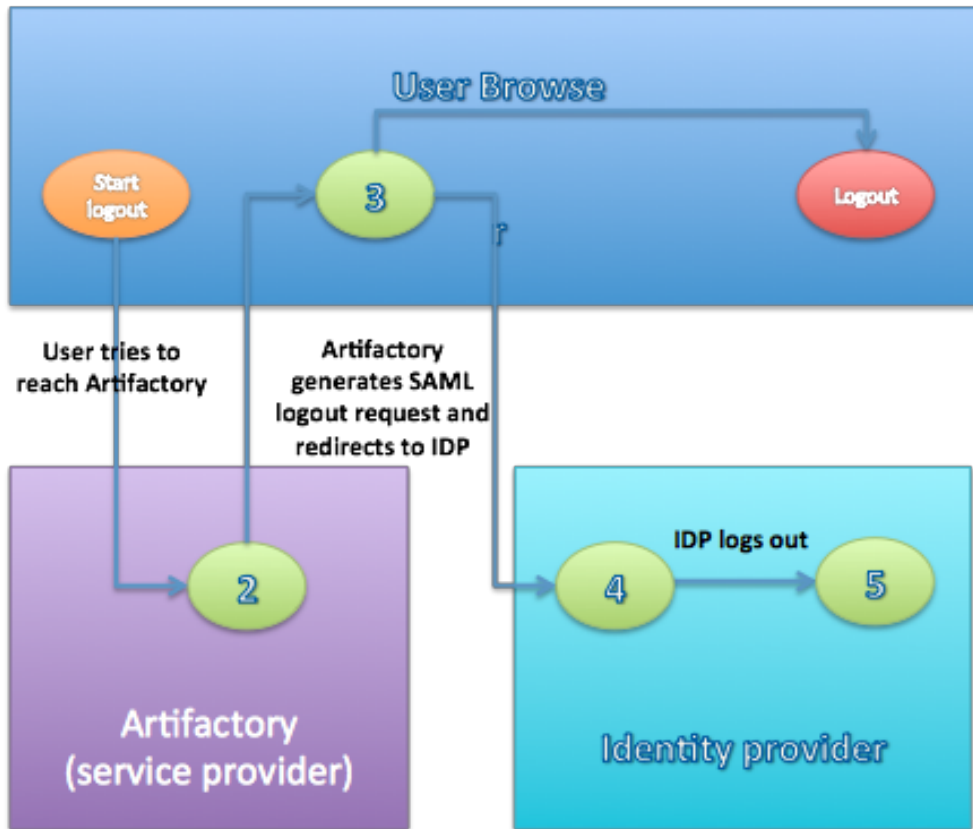 User Browse
r
Start
logout
3
Logout
User tries to
reach Artifactory
Artifactory
generates SAML
logout request and
redirects to IDP
2
Artifactory
(service provider)
IDP logs out
4
5
Identity provider